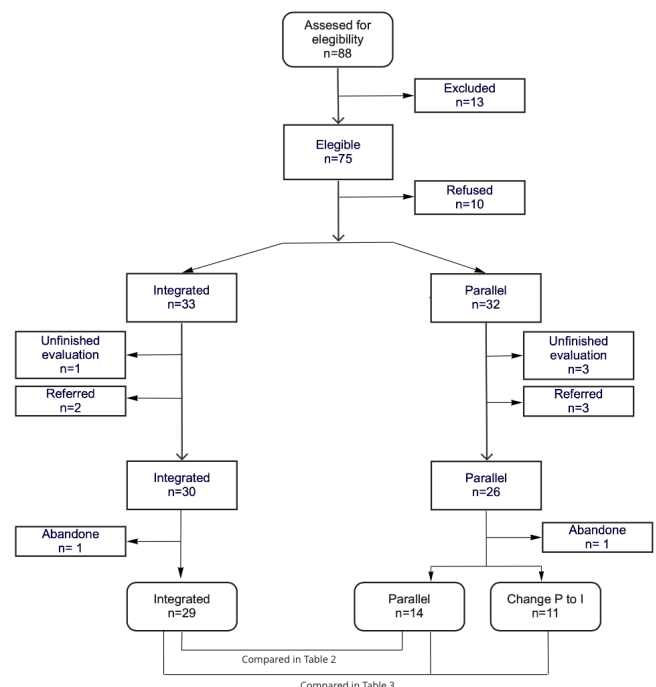 Assesed for
elegibility
n=88
Excluded
n=13
Elegible
n=75
Refused
n=10
Integrated
n=33
Parallel
n=32
Unfinished
evaluation
n=1
Unfinished
evaluation
n=3
Referred
n=2
Referred
n=3
Integrated
n=30
Parallel
n=26
Abandone
n= 1
Abandone
n= 1
Integrated
n=29
Parallel
n=14
Change P to I
n=11
Compared in Table 2
Compared in Table 3